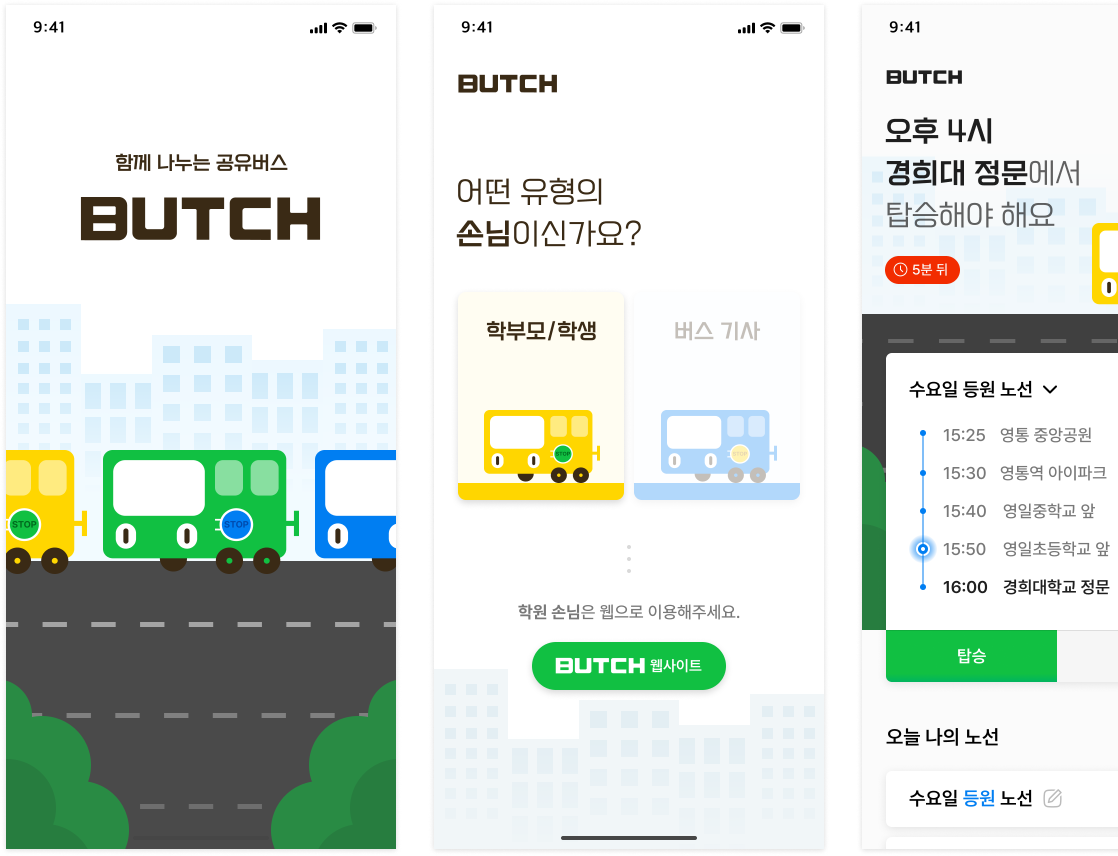 9:41
함께 나누는 공유버스
BUTCH
STOP
STOP
9:41
BUTCH
어떤 유형의
손님이신가요?
학부모/학생
버스 기사
STOP
STOP
학원 손님은 웹으로 이용해주세요.
BUTCH 웹사이트
9:41
BUTCH
오후 4시
경희대 정문에서
탑승해야 해요
5분 뒤
수요일 등원 노선
15:25 영통 중앙공원
15:30 영통역 아이파크
15:40 영일중학교 앞
15:50 영일초등학교 앞
16:00 경희대학교 정문
탑승
오늘 나의 노선
수요일 등원 노선